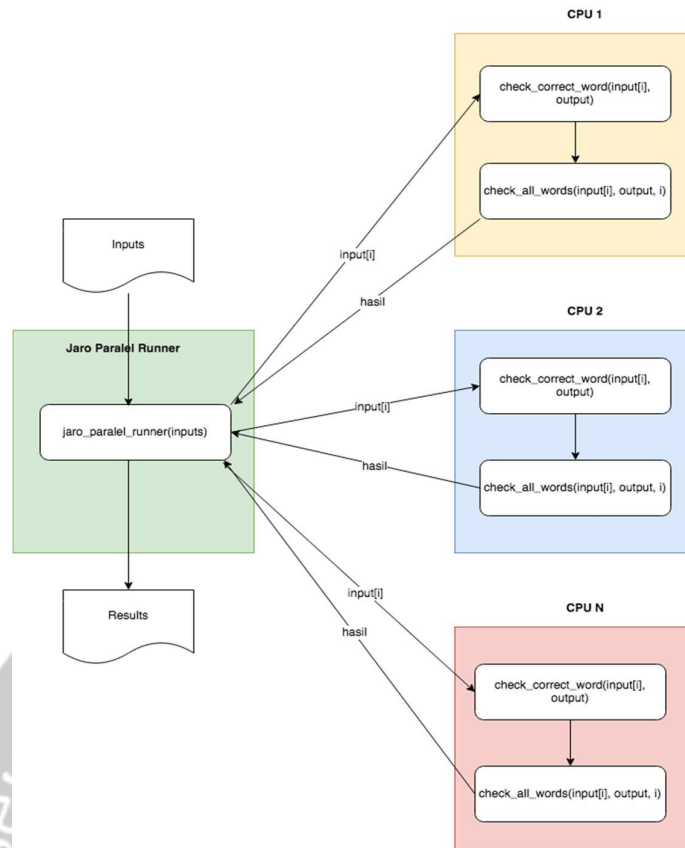 CPU 1
check_correct_word(input[i],
output)
check_all_words(input[i], output, i)
Inputs
input[i]
hasil
CPU 2
Jaro Paralel Runner
check_correct_word(input[i],
output)
input[i]
jaro_paralel_runner(inputs)
hasil
check_all_words(input[i], output, i)
input[i]
Results
hasil
CPU N
check_correct_word(input[i],
output)
check_all_words(input[i], output, i)